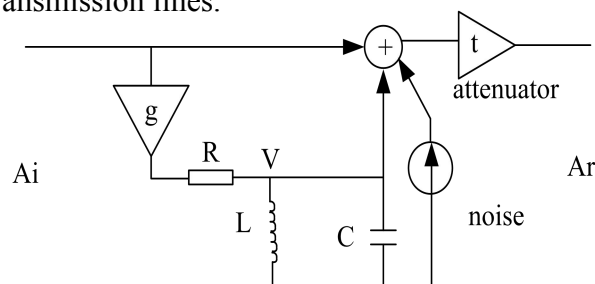 ansmission lines.
+
t
attenuator
g
R
V
Ai
Ar
L
C
noise